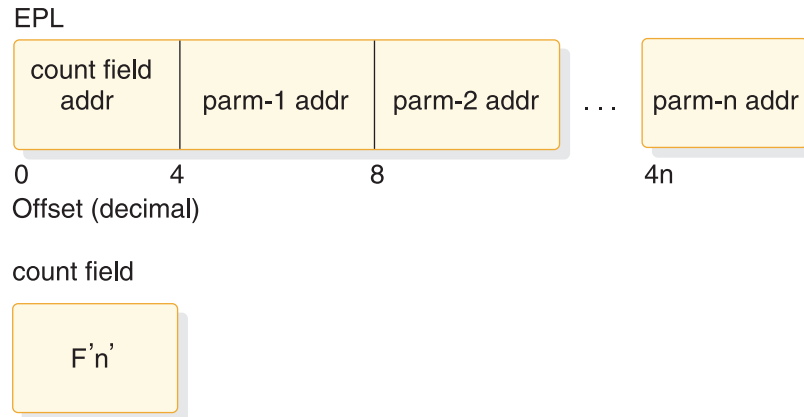 EPL
count field
addr
parm-1 addr
parm-2 addr
. . .
parm-n addr
0
4
8
4n
Offset (decimal)
count field
F'n'